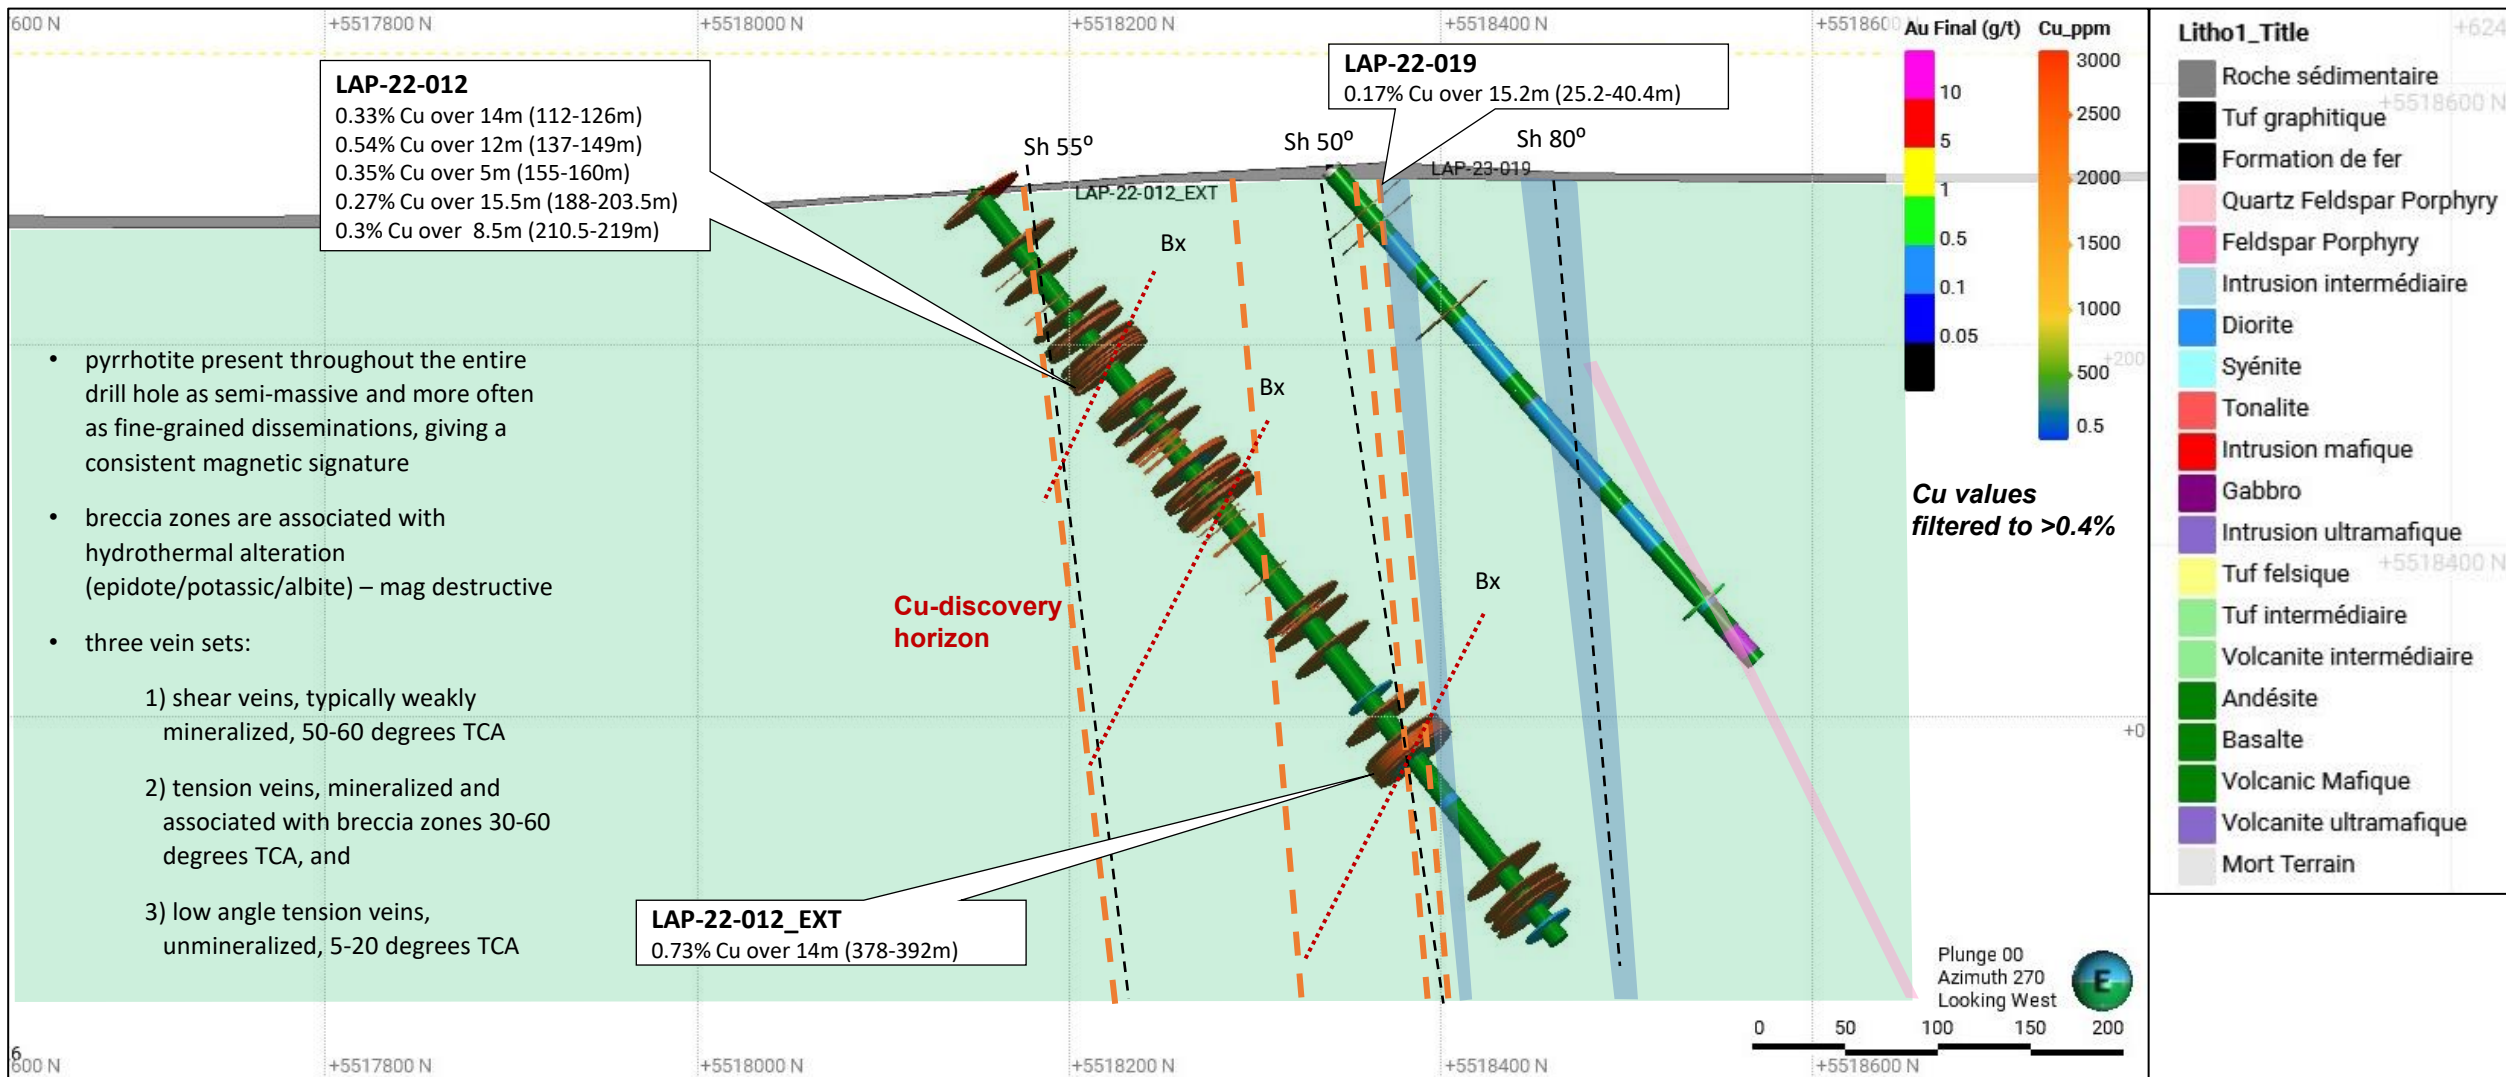 600 N
+5517800 N
+5518000 N
+5518200 N
+5518400 N
+5518600 N
LAP-22-012
0.33% Cu over 14m (112-126m)
0.54% Cu over 12m (137-149m)
0.35% Cu over 5m (155-160m)
0.27% Cu over 15.5m (188-203.5m)
0.3% Cu over  8.5m (210.5-219m)
LAP-22-019
0.17% Cu over 15.2m (25.2-40.4m)
Sh 55⁰
Sh 50⁰
Sh 80⁰
LAP-22-012_EXT
LAP-23-019
Bx
Bx
Bx
• pyrrhotite present throughout the entire
drill hole as semi-massive and more often
as fine-grained disseminations, giving a
consistent magnetic signature
• breccia zones are associated with
hydrothermal alteration
(epidote/potassic/albite) – mag destructive
• three vein sets:
1) shear veins, typically weakly
mineralized, 50-60 degrees TCA
2) tension veins, mineralized and
associated with breccia zones 30-60
degrees TCA, and
3) low angle tension veins,
unmineralized, 5-20 degrees TCA
Cu-discovery
horizon
LAP-22-012_EXT
0.73% Cu over 14m (378-392m)
Au Final (g/t)
10
5
1
0.5
0.1
0.05
Cu_ppm
3000
2500
2000
1500
1000
500
0.5
+200
+0
Cu values
filtered to >0.4%
Plunge 00
Azimuth 270
Looking West
E
0 50 100 150 200
6
600 N
+5517800 N
+5518000 N
+5518200 N
+5518400 N
+5518600 N
Litho1_Title
+624
Roche sédimentaire
+5518600 N
Tuf graphitique
Formation de fer
Quartz Feldspar Porphyry
Feldspar Porphyry
Intrusion intermédiaire
Diorite
Syénite
Tonalite
Intrusion mafique
Gabbro
Intrusion ultramafique
Tuf felsique
+5518400 N
Tuf intermédiaire
Volcanite intermédiaire
Andésite
Basalte
Volcanic Mafique
Volcanite ultramafique
Mort Terrain